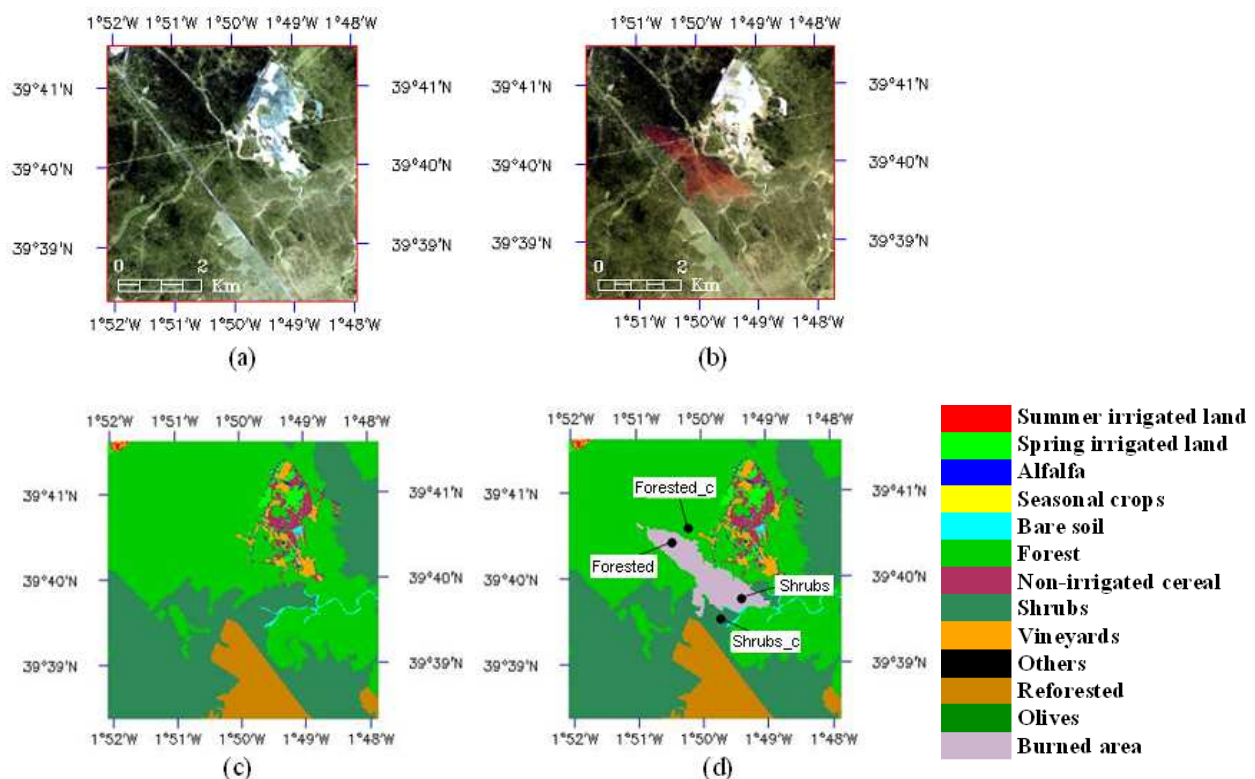 1°52'W 1°51'W 1°50'W 1°49'W 1°48'W
39°41'N 39°41'N
39°40'N 39°40'N
39°39'N 39°39'N
0 2
Km
1°52'W 1°51'W 1°50'W 1°49'W 1°48'W
(a)
1°52'W 1°51'W 1°50'W 1°49'W 1°48'W
39°41'N 39°41'N
39°40'N 39°40'N
39°39'N 39°39'N
0 2
Km
1°51'W 1°50'W 1°49'W 1°48'W
(b)
1°52'W 1°51'W 1°50'W 1°49'W 1°48'W
39°41'N 39°41'N
39°40'N 39°40'N
39°39'N 39°39'N
1°52'W 1°51'W 1°50'W 1°49'W 1°48'W
(c)
1°52'W 1°51'W 1°50'W 1°49'W 1°48'W
39°41'N 39°41'N
Forested_c
Forested
39°40'N 39°40'N
Shrubs
Shrubs_c
39°39'N 39°39'N
1°52'W 1°51'W 1°50'W 1°49'W 1°48'W
(d)
Summer irrigated land
Spring irrigated land
Alfalfa
Seasonal crops
Bare soil
Forest
Non-irrigated cereal
Shrubs
Vineyards
Others
Reforested
Olives
Burned area